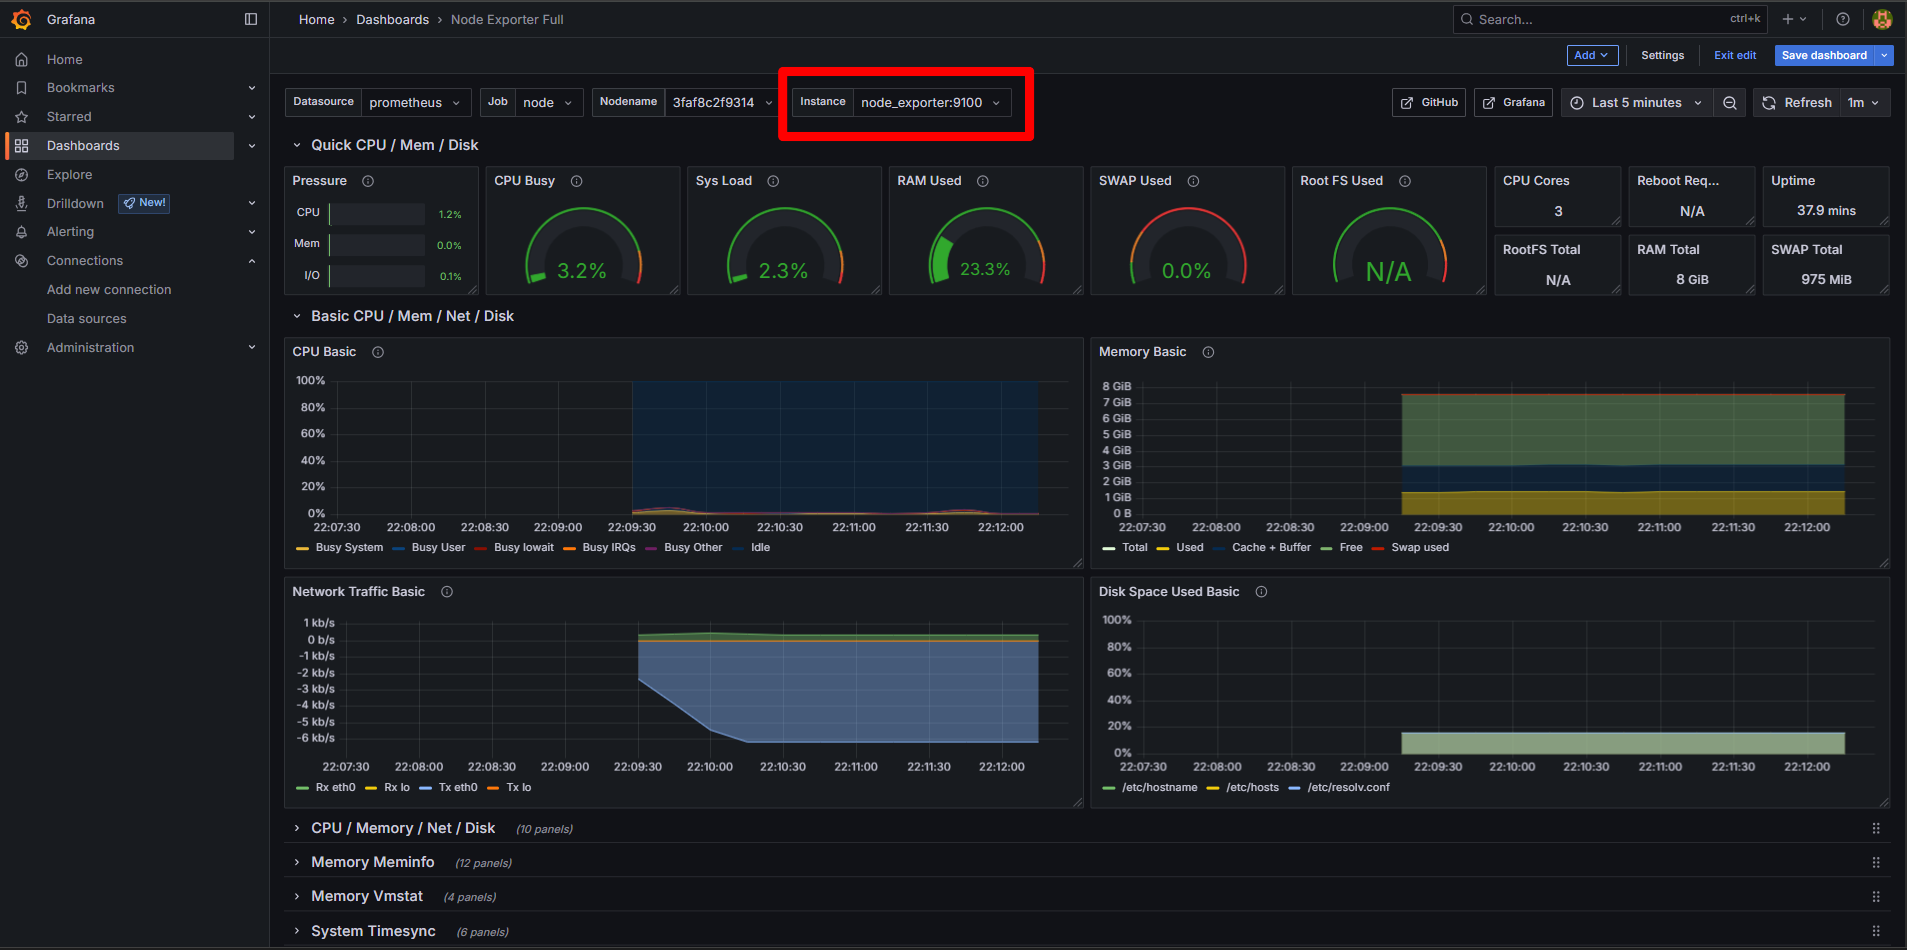 Grafana
Home › Dashboards › Node Exporter Full
Search... ctrl+k
Home
Bookmarks
Starred
Dashboards
Explore
Drilldown New!
Alerting
Connections
Add new connection
Data sources
Administration
Add Settings Exit edit Save dashboard
Datasource prometheus Job node Nodename 3faf8c2f9314 Instance node_exporter:9100 GitHub Grafana Last 5 minutes Refresh 1m
Quick CPU / Mem / Disk
Pressure
CPU 1.2%
Mem 0.0%
I/O 0.1%
CPU Busy
3.2%
Sys Load
2.3%
RAM Used
23.3%
SWAP Used
0.0%
Root FS Used
N/A
CPU Cores
3
Reboot Req...
N/A
Uptime
37.9 mins
RootFS Total
N/A
RAM Total
8 GiB
SWAP Total
975 MiB
Basic CPU / Mem / Net / Disk
CPU Basic
100%
80%
60%
40%
20%
0%
22:07:30 22:08:00 22:08:30 22:09:00 22:09:30 22:10:00 22:10:30 22:11:00 22:11:30 22:12:00
Busy System Busy User Busy Iowait Busy IRQs Busy Other Idle
Memory Basic
8 GiB
7 GiB
6 GiB
5 GiB
4 GiB
3 GiB
2 GiB
1 GiB
0 B
22:07:30 22:08:00 22:08:30 22:09:00 22:09:30 22:10:00 22:10:30 22:11:00 22:11:30 22:12:00
Total Used Cache + Buffer Free Swap used
Network Traffic Basic
1 kb/s
0 b/s
-1 kb/s
-2 kb/s
-3 kb/s
-4 kb/s
-5 kb/s
-6 kb/s
22:07:30 22:08:00 22:08:30 22:09:00 22:09:30 22:10:00 22:10:30 22:11:00 22:11:30 22:12:00
Rx eth0 Rx lo Tx eth0 Tx lo
Disk Space Used Basic
100%
80%
60%
40%
20%
0%
22:07:30 22:08:00 22:08:30 22:09:00 22:09:30 22:10:00 22:10:30 22:11:00 22:11:30 22:12:00
/etc/hostname /etc/hosts /etc/resolv.conf
CPU / Memory / Net / Disk (10 panels)
Memory Meminfo (12 panels)
Memory Vmstat (4 panels)
System Timesync (6 panels)